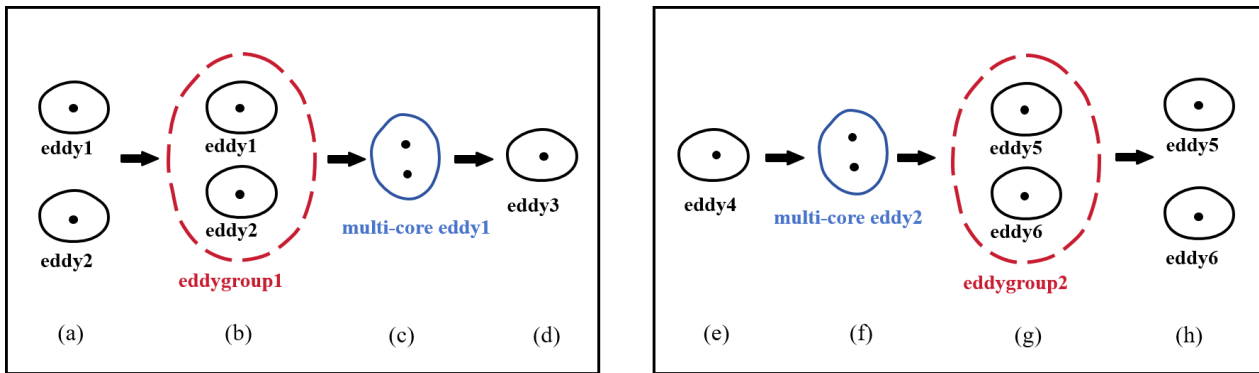 eddy1
eddy2
eddy1
eddy2
eddygroup1
multi-core eddy1
eddy3
(a)
(b)
(c)
(d)
eddy4
multi-core eddy2
eddy5
eddy6
eddygroup2
eddy5
eddy6
(e)
(f)
(g)
(h)